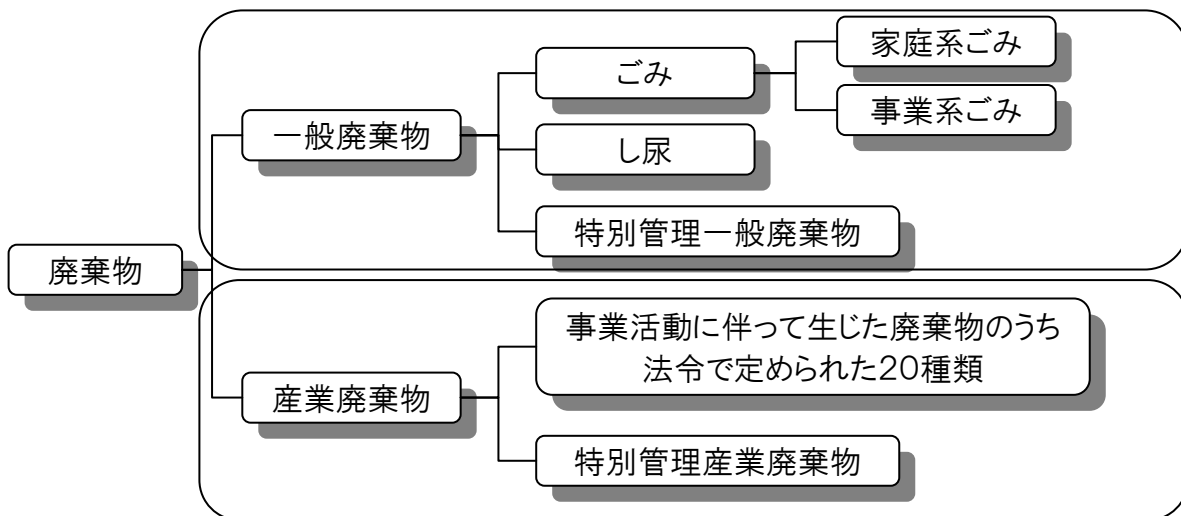 廃棄物
一般廃棄物
ごみ
家庭系ごみ
事業系ごみ
し尿
特別管理一般廃棄物
産業廃棄物
事業活動に伴って生じた廃棄物のうち
法令で定められた20種類
特別管理産業廃棄物